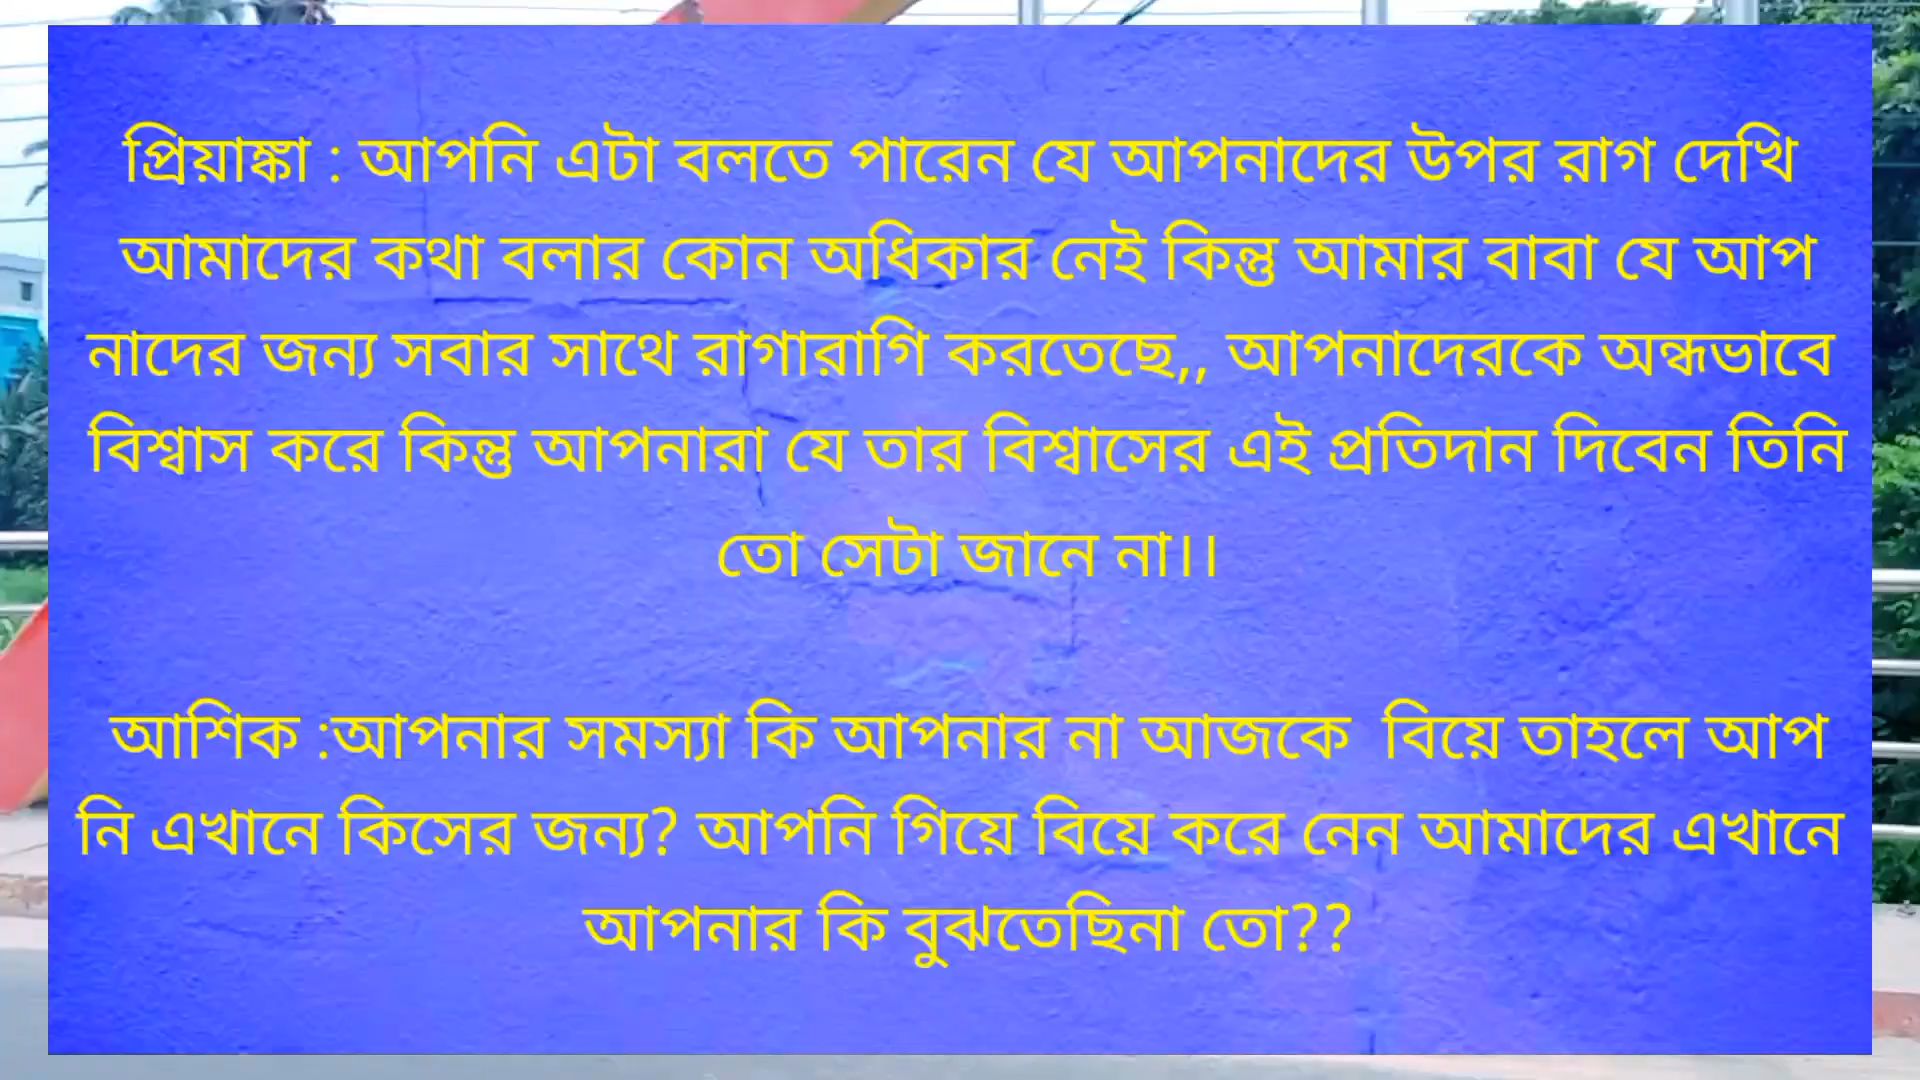 প্রিয়াঙ্কা : আপনি এটা বলতে পারেন যে আপনাদের উপর রাগ দেখি
আমাদের কথা বলার কোন অধিকার নেই কিন্তু আমার বাবা যে আপ
নাদের জন্য সবার সাথে রাগারাগি করতেছে,, আপনাদেরকে অন্ধভাবে
বিশ্বাস করে কিন্তু আপনারা যে তার বিশ্বাসের এই প্রতিদান দিবেন তিনি
তো সেটা জানে না।।
আশিক :আপনার সমস্যা কি আপনার না আজকে  বিয়ে তাহলে আপ
নি এখানে কিসের জন্য? আপনি গিয়ে বিয়ে করে নেন আমাদের এখানে
আপনার কি বুঝতেছিনা তো??